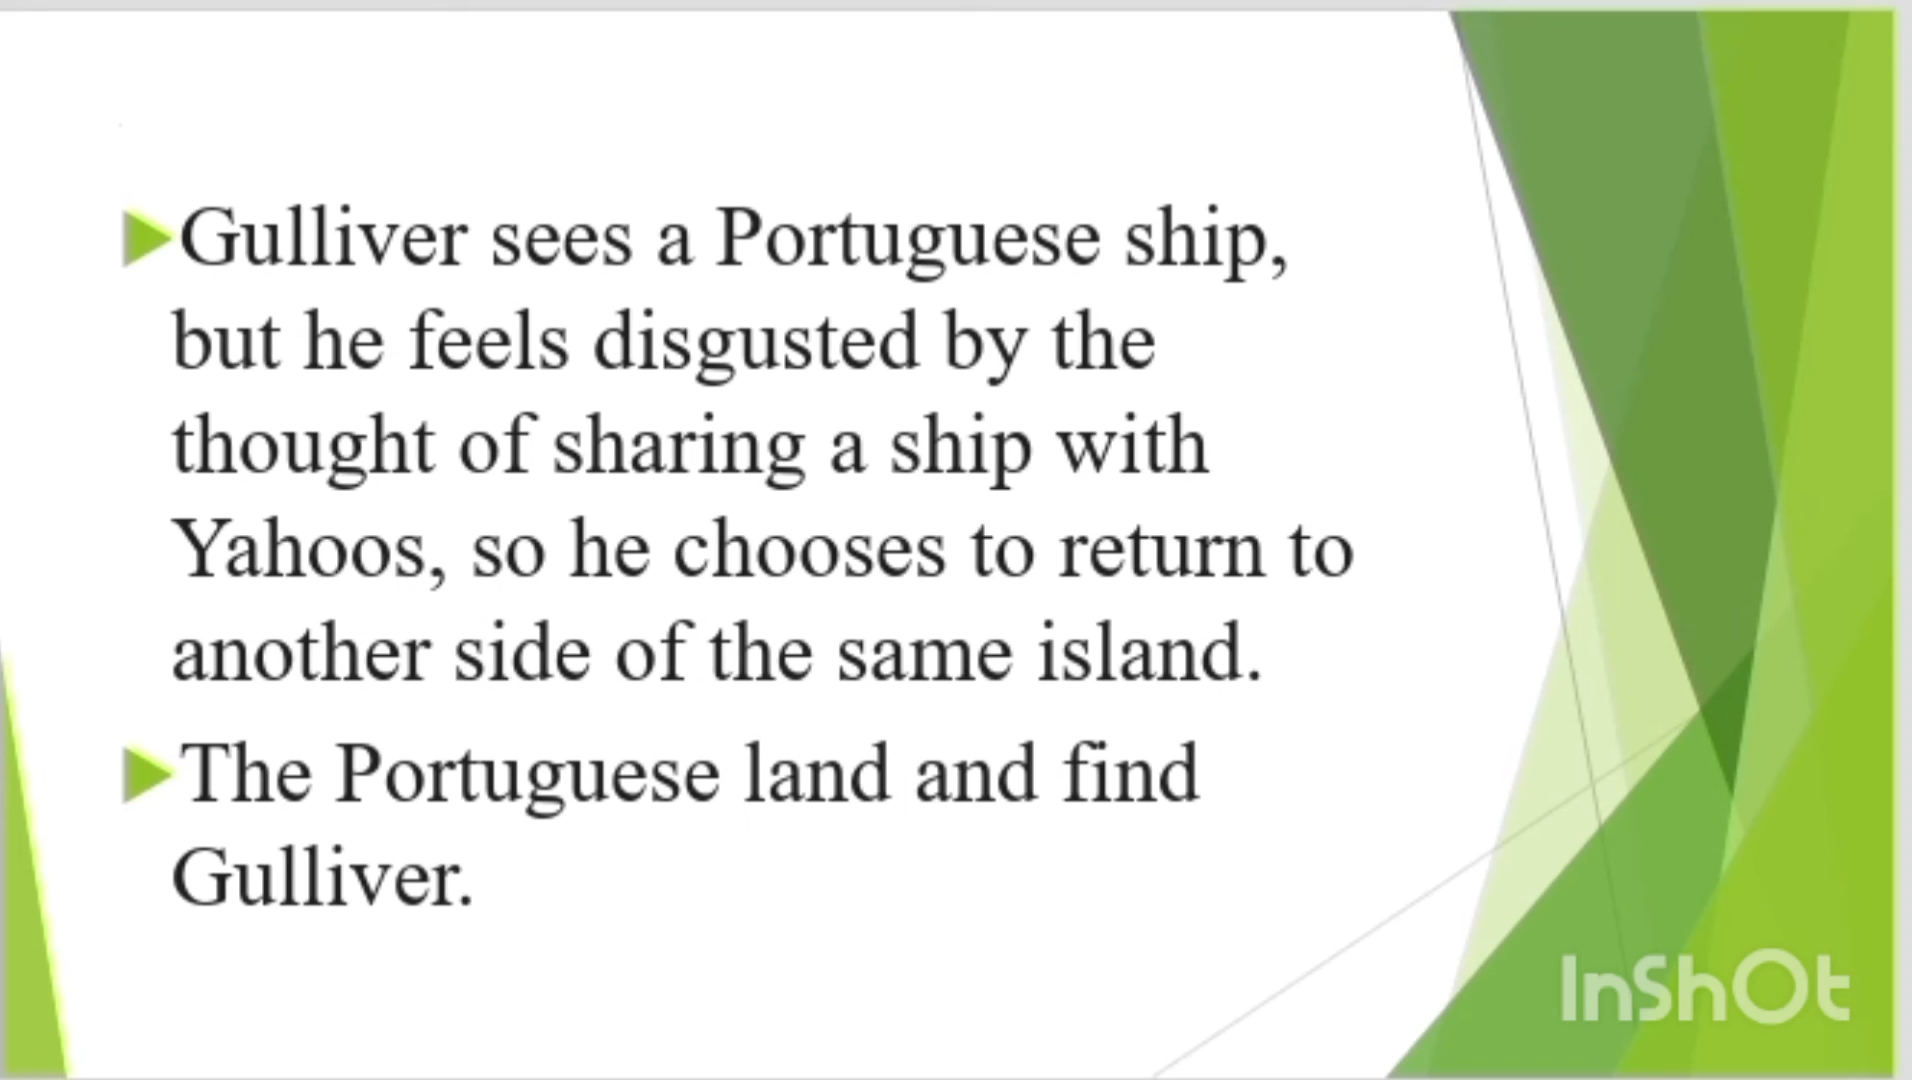 Gulliver sees a Portuguese ship,
but he feels disgusted by the
thought of sharing a ship with
Yahoos, so he chooses to return to
another side of the same island.
The Portuguese land and find
Gulliver.
InShOt